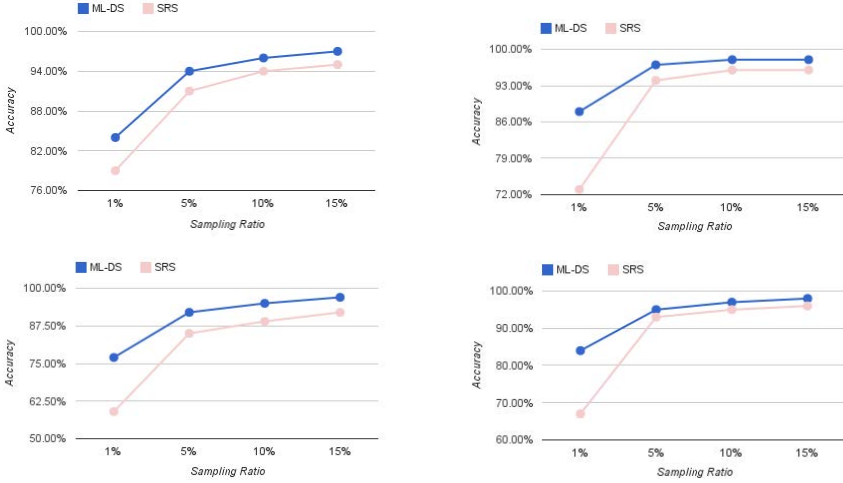 ML-DS SRS
100.00%
94.00%
88.00%
82.00%
76.00%
Accuracy
1% 5% 10% 15%
Sampling Ratio
ML-DS SRS
100.00%
93.00%
86.00%
79.00%
72.00%
Accuracy
1% 5% 10% 15%
Sampling Ratio
ML-DS SRS
100.00%
87.50%
75.00%
62.50%
50.00%
Accuracy
1% 5% 10% 15%
Sampling Ratio
ML-DS SRS
100.00%
90.00%
80.00%
70.00%
60.00%
Accuracy
1% 5% 10% 15%
Sampling Ratio